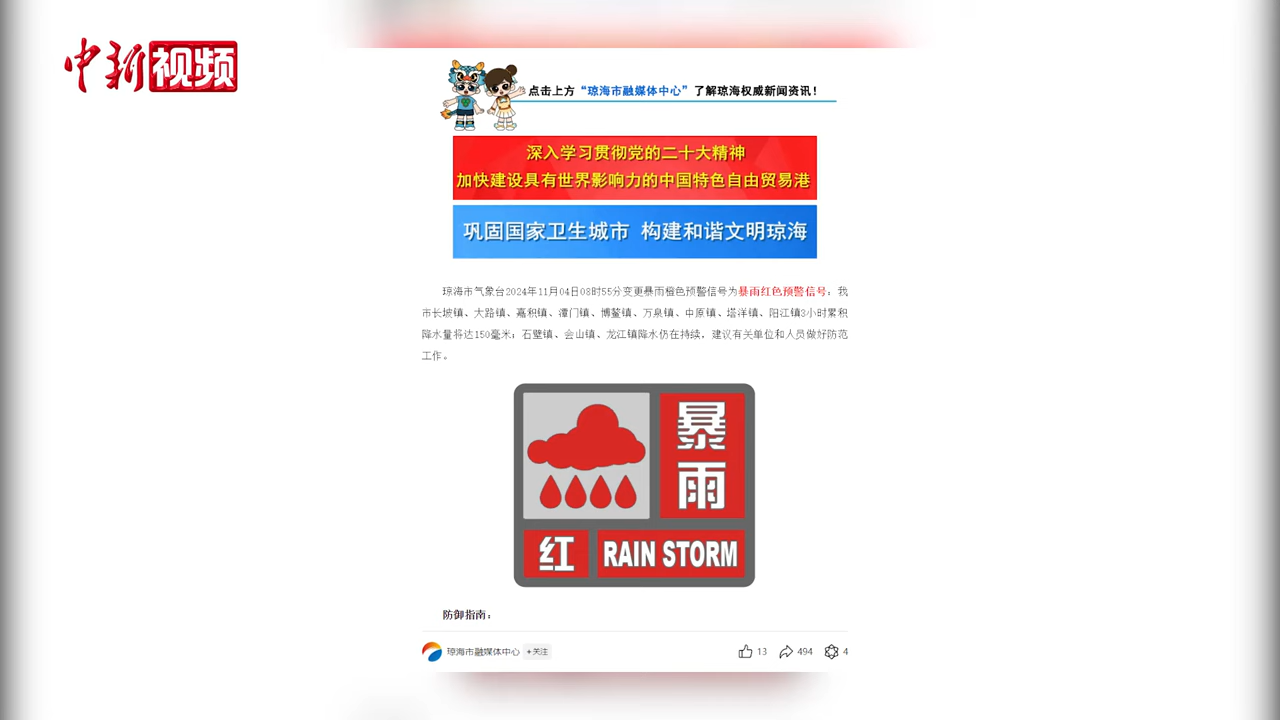 中新视频
点击上方“琼海市融媒体中心”了解琼海权威新闻资讯！
深入学习贯彻党的二十大精神
加快建设具有世界影响力的中国特色自由贸易港
巩固国家卫生城市 构建和谐文明琼海
琼海市气象台2024年11月04日08时55分变更暴雨橙色预警信号为暴雨红色预警信号：我
市长坡镇、大路镇、嘉积镇、潭门镇、博鳌镇、万泉镇、中原镇、塔洋镇、阳江镇3小时累积
降水量将达150毫米；石壁镇、会山镇、龙江镇降水仍在持续，建议有关单位和人员做好防范
工作。
暴
雨
红 RAIN STORM
防御指南：
琼海市融媒体中心 +关注 13 494 4